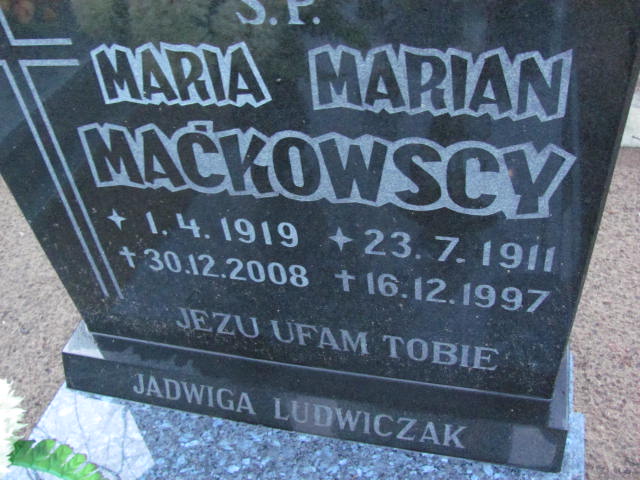 S.P.
MARIA MARIAN
MAĆKOWSCY
1.4.1919 23.7.1911
30.12.2008 16.12.1997
JEZU UFAM TOBIE
JADWIGA LUDWICZAK